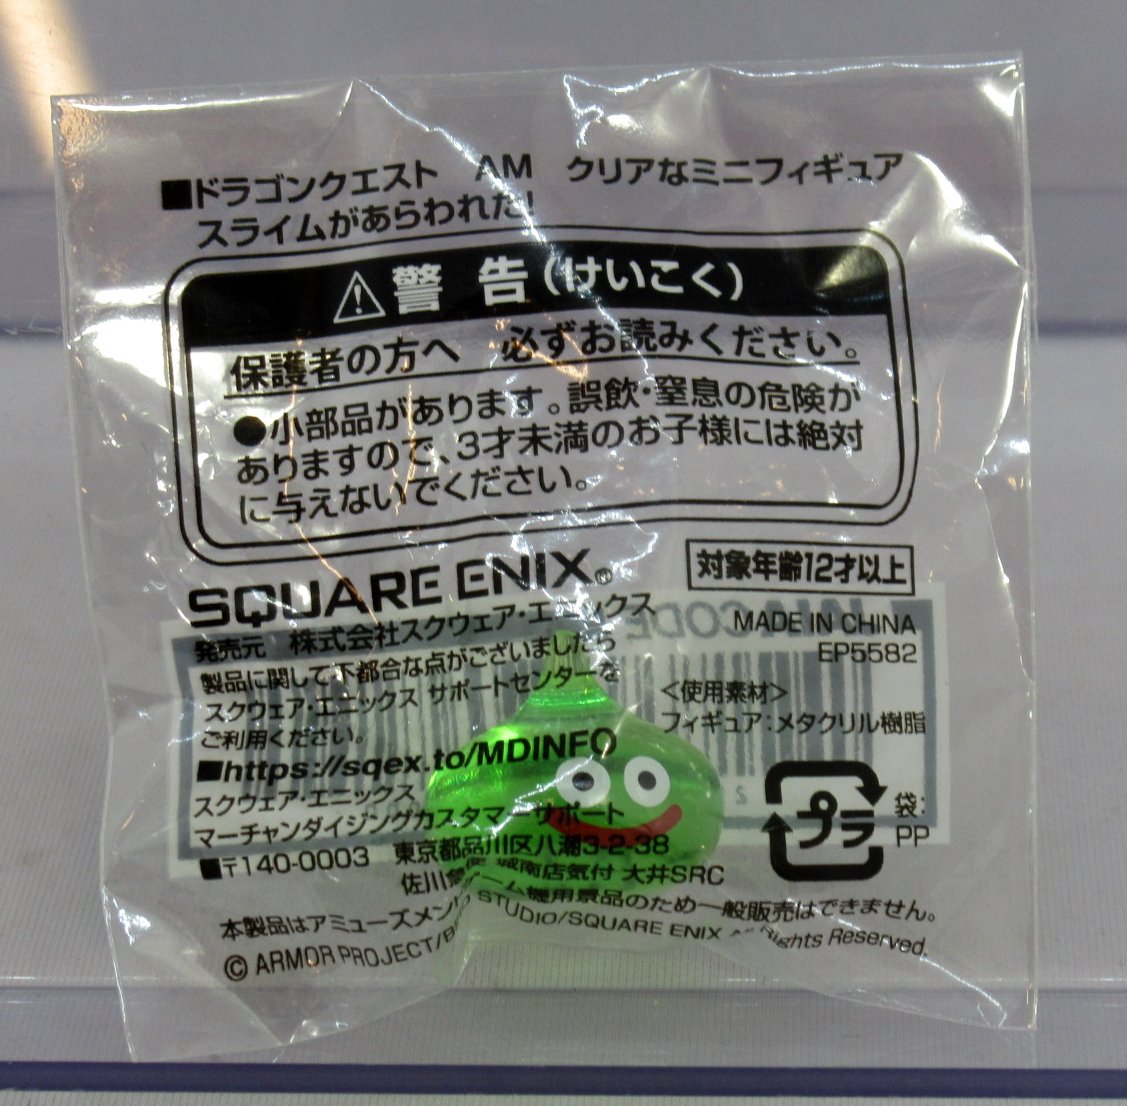 ■ドラゴンクエスト AM クリアなミニフィギュア
スライムがあらわれた!
警告(けいこく)
保護者の方へ 必ずお読みください。
●小部品があります。誤飲・窒息の危険が
ありますので、3才未満のお子様には絶対
に与えないでください。
SQUARE ENIX®
対象年齢12才以上
発売元 株式会社スクウェア・エニックス
製品に関して不都合な点がございましたら
スクウェア・エニックス サポートセンターを
ご利用ください。
■https://sqex.to/MDINFO
スクウェア・エニックス
マーチャンダイジングカスタマーサポート
■〒140-0003 東京都品川区八潮3-2-38
佐川急便 城南店気付 大井SRC
MADE IN CHINA
EP5582
<使用素材>
フィギュア:メタクリル樹脂
プラ
袋:
PP
本製品はアミューズメント ゲーム機用景品のため一般販売はできません。
© ARMOR PROJECT/ STUDIO/SQUARE ENIX All Rights Reserved.